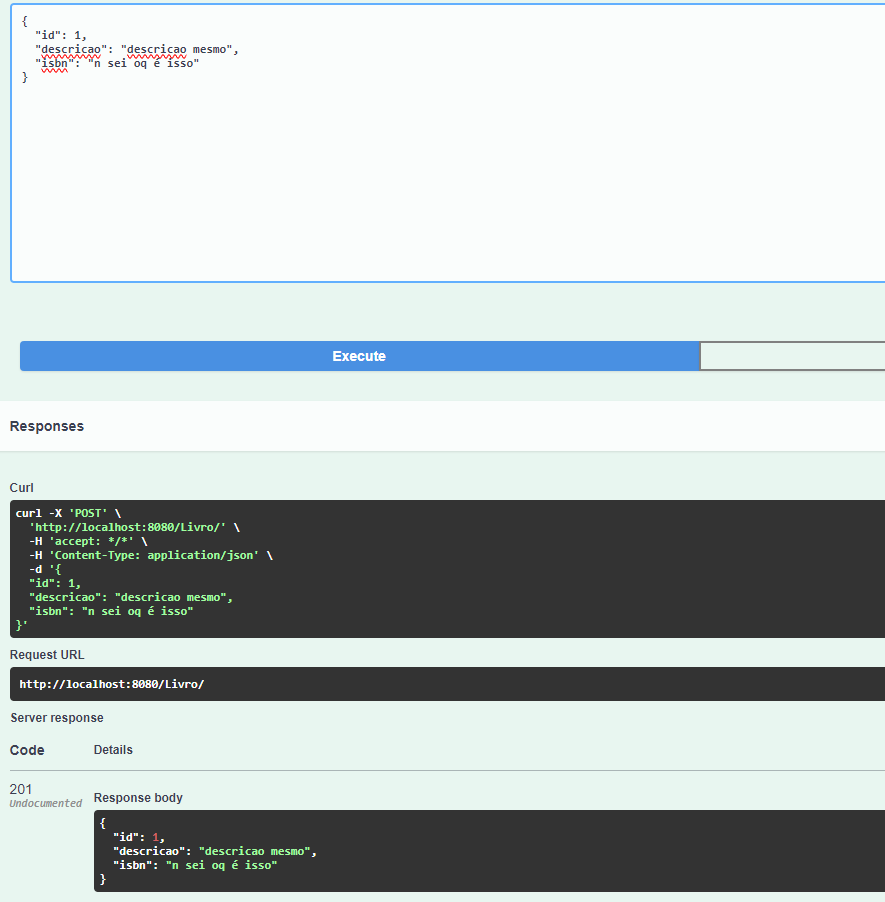 {
"id": 1,
"descricao": "descricao mesmo",
"isbn": "n sei oq é isso"
}
Execute
Responses
Curl
curl -X 'POST' \
'http://localhost:8080/Livro/' \
-H 'accept: */*' \
-H 'Content-Type: application/json' \
-d '{
"id": 1,
"descricao": "descricao mesmo",
"isbn": "n sei oq é isso"
}'
Request URL
http://localhost:8080/Livro/
Server response
Code Details
201
Undocumented
Response body
{
"id": 1,
"descricao": "descricao mesmo",
"isbn": "n sei oq é isso"
}